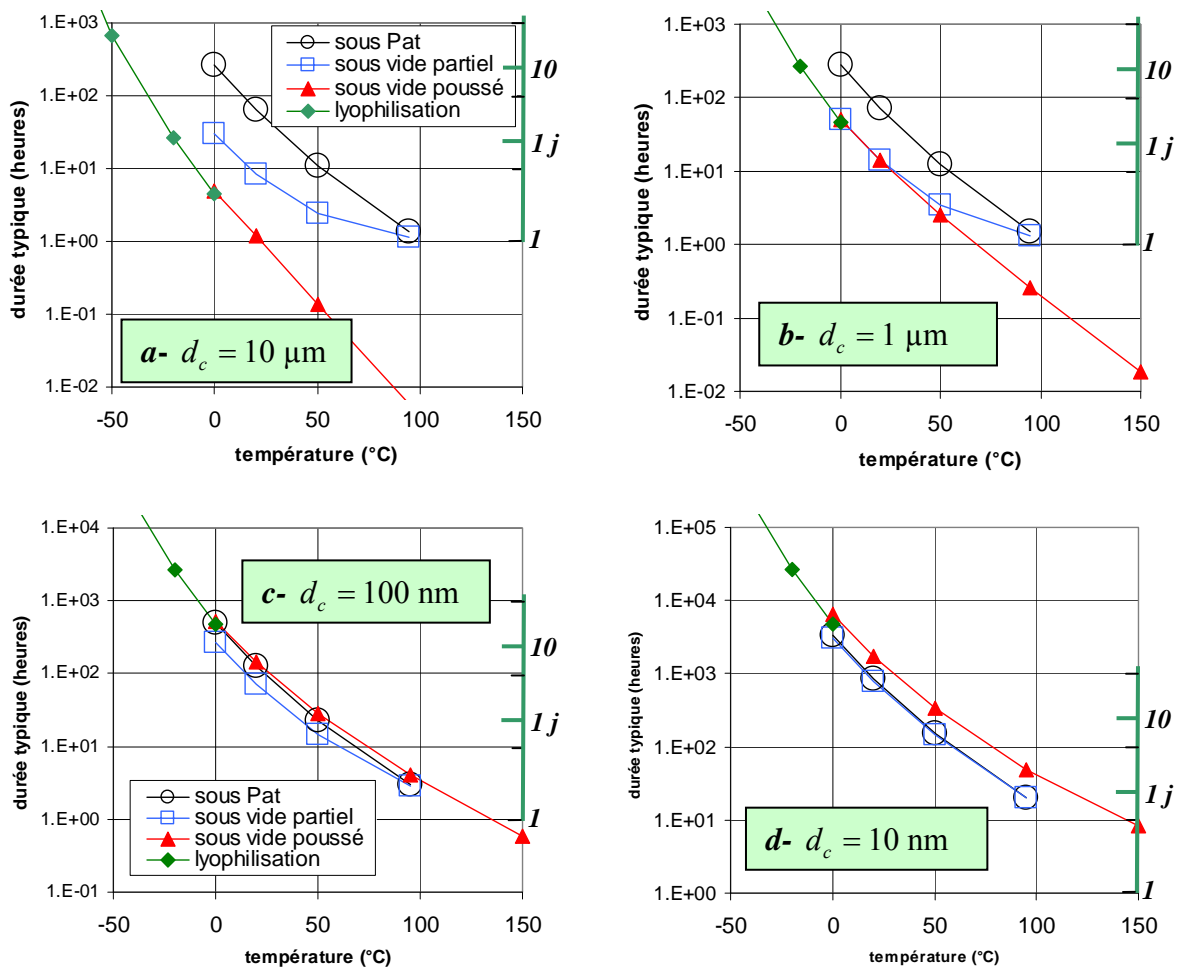 1.E+03
1.E+02
1.E+01
1.E+00
1.E-01
1.E-02
-50 0 50 100 150
température (°C)
durée typique (heures)
sous Pat
sous vide partiel
sous vide poussé
lyophilisation
10
1 j
1
a- d_c = 10 µm
1.E+03
1.E+02
1.E+01
1.E+00
1.E-01
1.E-02
-50 0 50 100 150
température (°C)
durée typique (heures)
10
1 j
1
b- d_c = 1 µm
1.E+04
1.E+03
1.E+02
1.E+01
1.E+00
1.E-01
-50 0 50 100 150
température (°C)
durée typique (heures)
c- d_c = 100 nm
10
1 j
1
sous Pat
sous vide partiel
sous vide poussé
lyophilisation
1.E+05
1.E+04
1.E+03
1.E+02
1.E+01
1.E+00
-50 0 50 100 150
température (°C)
durée typique (heures)
10
1 j
1
d- d_c = 10 nm